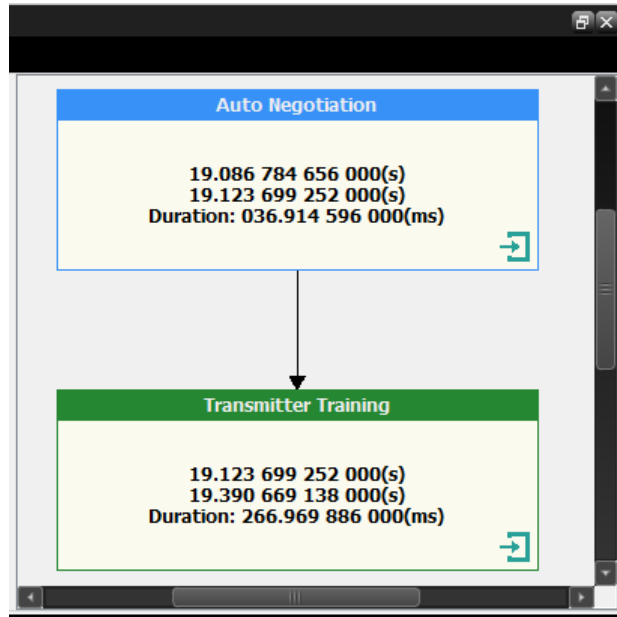 Auto Negotiation
19.086 784 656 000(s)
19.123 699 252 000(s)
Duration: 036.914 596 000(ms)
Transmitter Training
19.123 699 252 000(s)
19.390 669 138 000(s)
Duration: 266.969 886 000(ms)